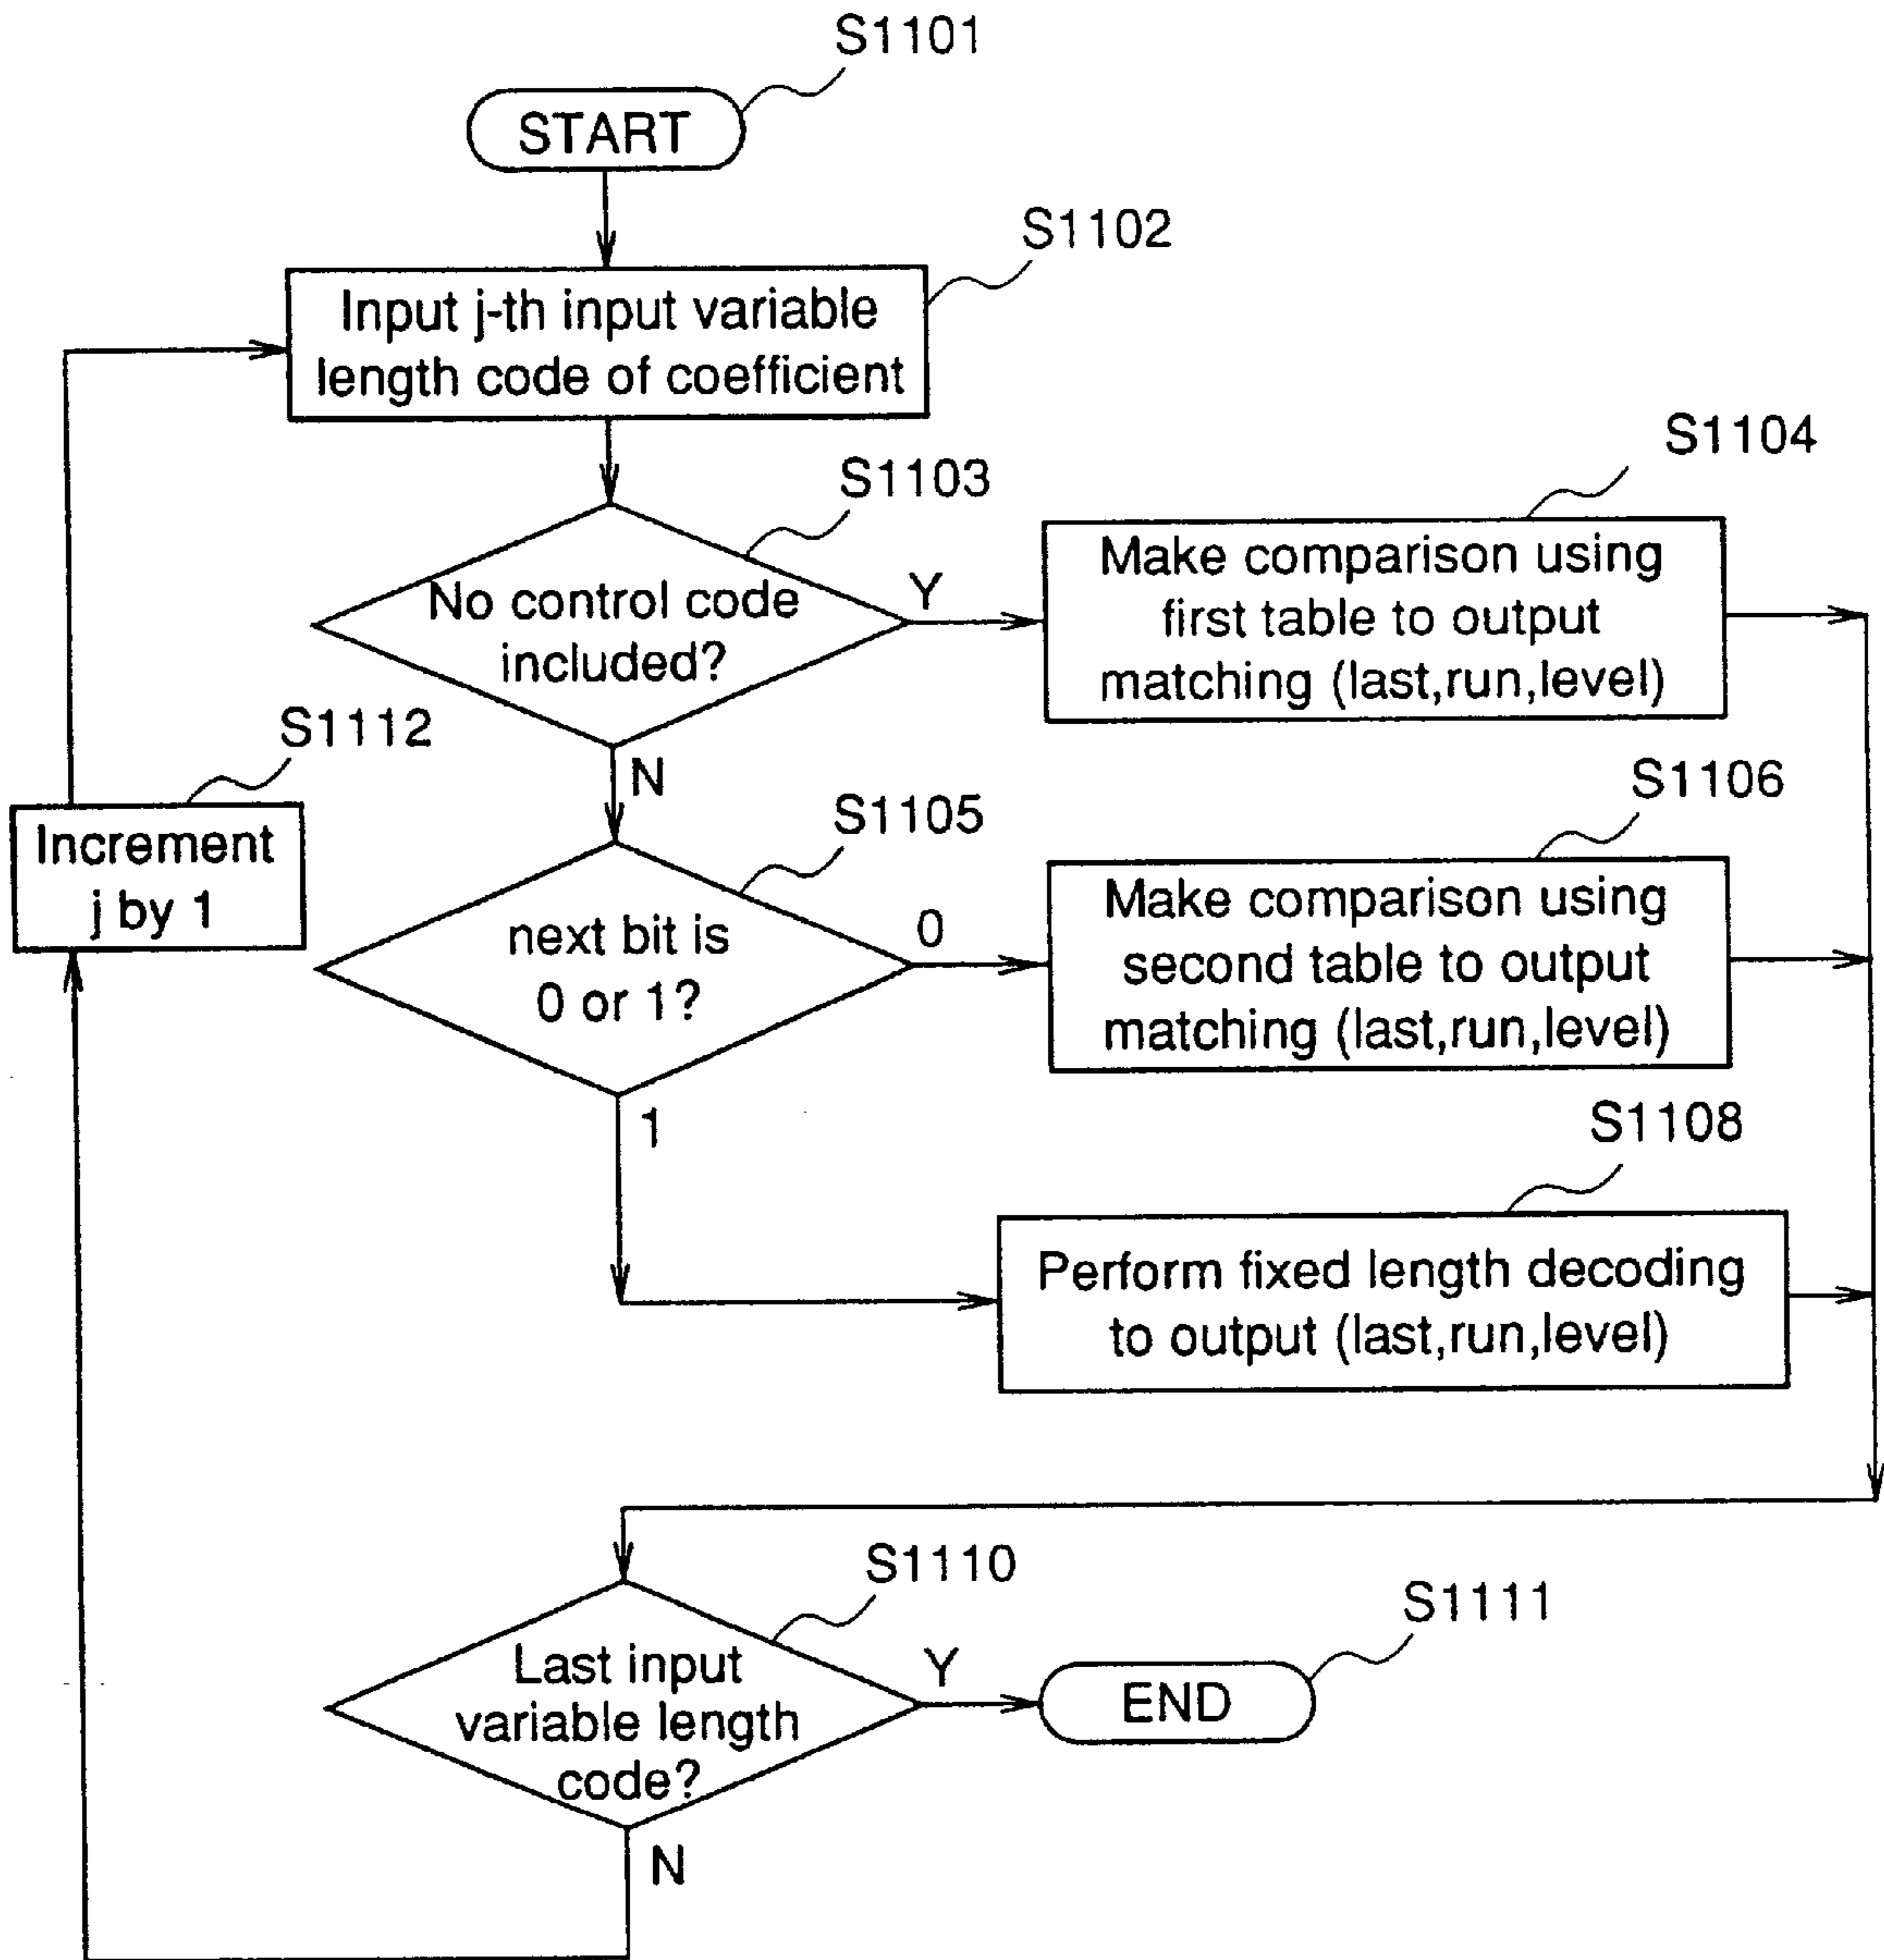 S1101
START
S1102
Input j-th input variable
length code of coefficient
S1103
No control code
included?
Y
S1104
Make comparison using
first table to output
matching (last,run,level)
N
S1112
Increment
j by 1
S1105
next bit is
0 or 1?
0
S1106
Make comparison using
second table to output
matching (last,run,level)
1
S1108
Perform fixed length decoding
to output (last,run,level)
S1110
Last input
variable length
code?
Y
S1111
END
N